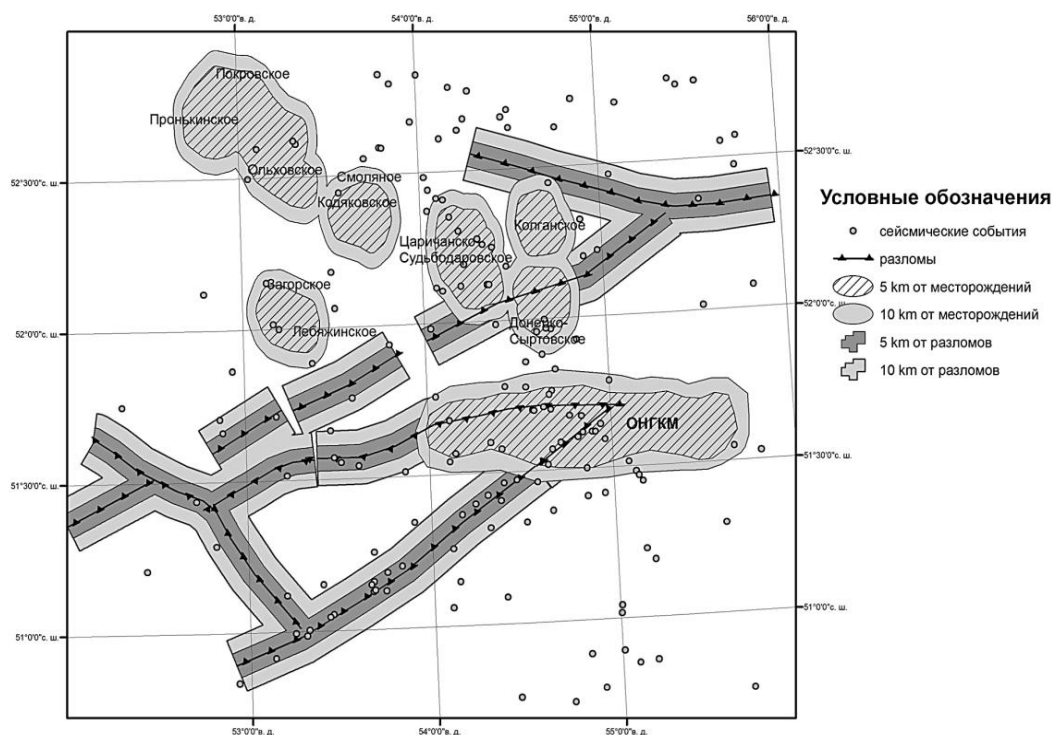 53°0'0"в. д.
54°0'0"в. д.
55°0'0"в. д.
56°0'0"в. д.
Покровское
Пронькинское
52°30'0"с. ш.
Ольховское
Смоляное
52°30'0"с. ш.
Кодяковское
Царичанско-
Судьбодаровское
Копганское
Загорское
Лебяжинское
52°0'0"с. ш.
52°0'0"с. ш.
Донецко-
Сыртовское
ОНГКМ
51°30'0"с. ш.
51°30'0"с. ш.
51°0'0"с. ш.
51°0'0"с. ш.
53°0'0"в. д.
54°0'0"в. д.
55°0'0"в. д.
Условные обозначения
сейсмические события
разломы
5 km от месторождений
10 km от месторождений
5 km от разломов
10 km от разломов